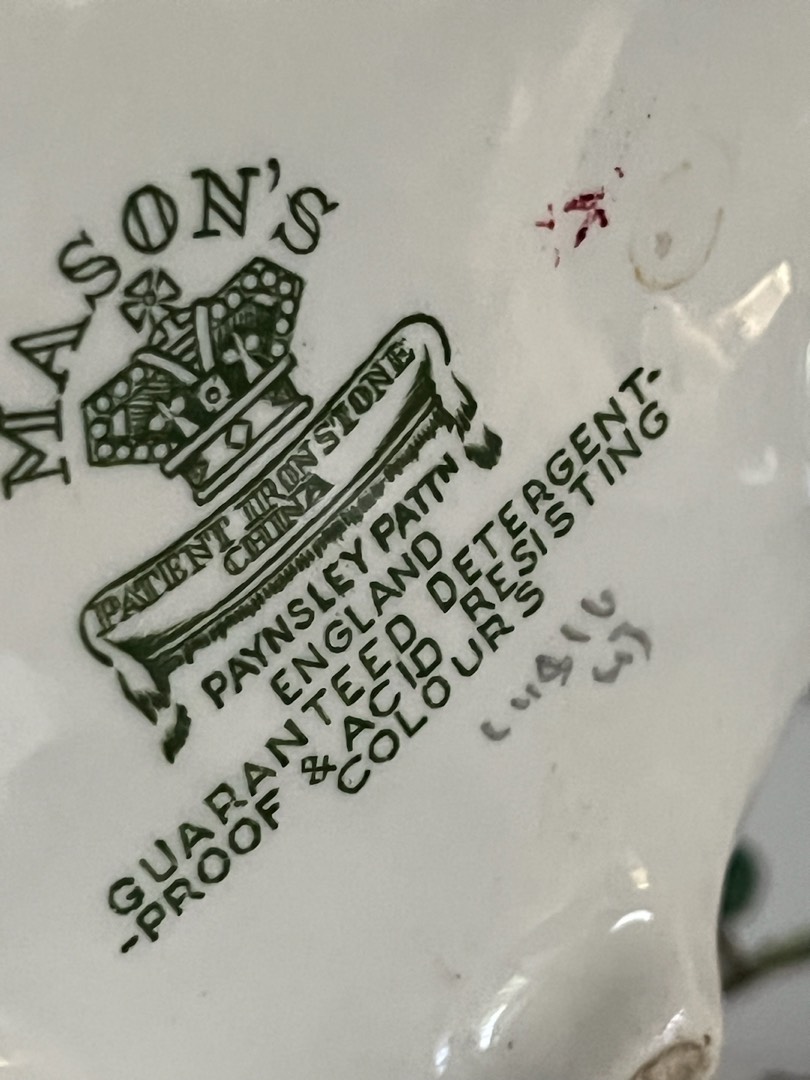 MASON'S
PATENT IRONSTONE
CHINA
PAYNSLEY PATTN
ENGLAND
GUARANTEED DETERGENT-
-PROOF & ACID RESISTING
COLOURS